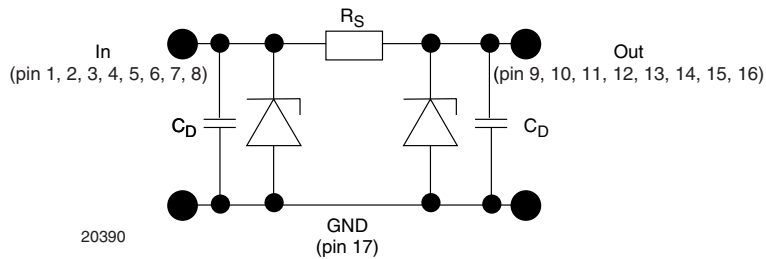 R_S
In
Out
(pin 1, 2, 3, 4, 5, 6, 7, 8)
(pin 9, 10, 11, 12, 13, 14, 15, 16)
C_D
C_D
GND
(pin 17)
20390